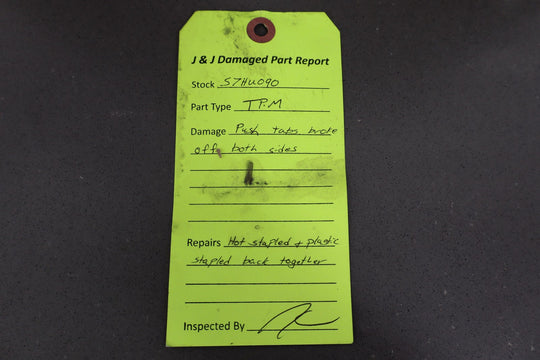 J & J Damaged Part Report
Stock S7HU090
Part Type T.P.M
Damage Push tabs broke
off both sides
Repairs Hot stapled + plastic
stapled back together
Inspected By